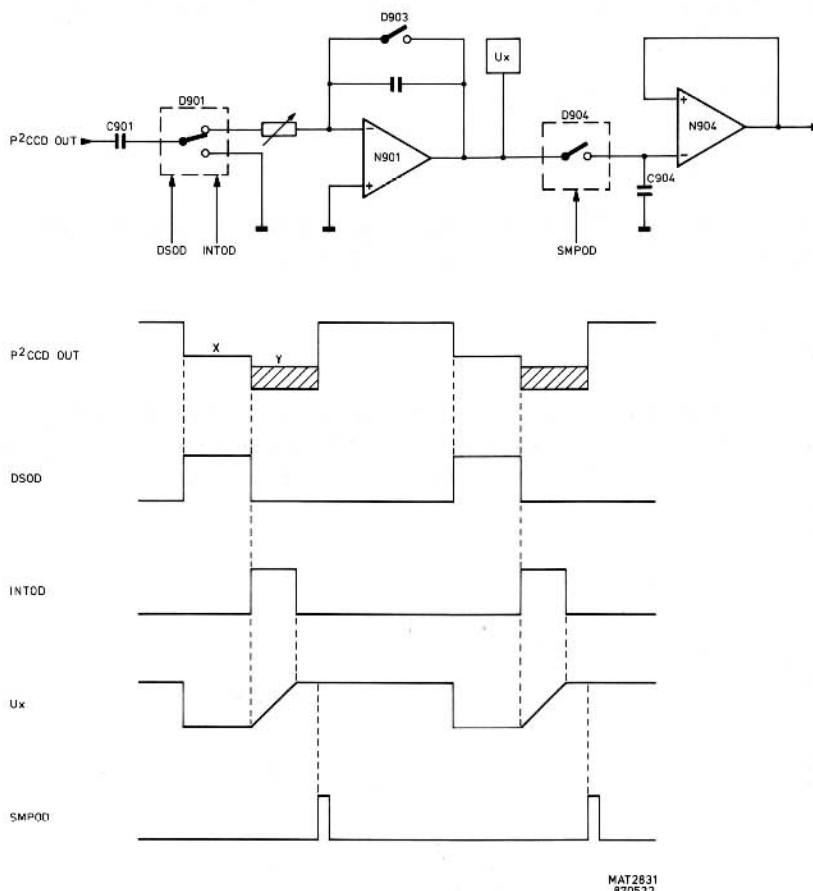 D903
Ux
D901
C901
P²CCD OUT
N901
D904
N904
C904
DSOD INTOD
SMPOD
P²CCD OUT
X
Y
DSOD
INTOD
Ux
SMPOD
MAT2831
870522